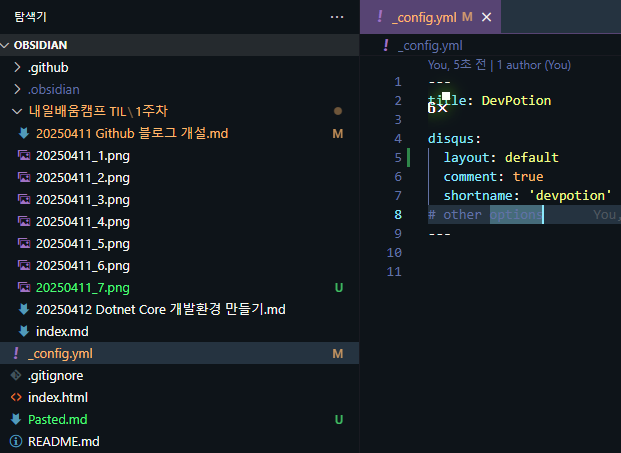 탐색기 ...
OBSIDIAN
.github
.obsidian
내일배움캠프 TIL\1주차
20250411 Github 블로그 개설.md M
20250411_1.png
20250411_2.png
20250411_3.png
20250411_4.png
20250411_5.png
20250411_6.png
20250411_7.png U
20250412 Dotnet Core 개발환경 만들기.md
index.md
! _config.yml M
.gitignore
<> index.html
Pasted.md U
README.md
! _config.yml M ×
! _config.yml
You, 5초 전 | 1 author (You)
1 ---
2 title: DevPotion
6×
3
4 disqus:
5 layout: default
6 comment: true
7 shortname: 'devpotion'
8 # other options You,
9 ---
10
11